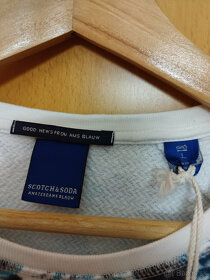 GOOD NEWS FROM AMS BLAUW
SCOTCH & SODA
AMSTERDAMS BLAUW
L